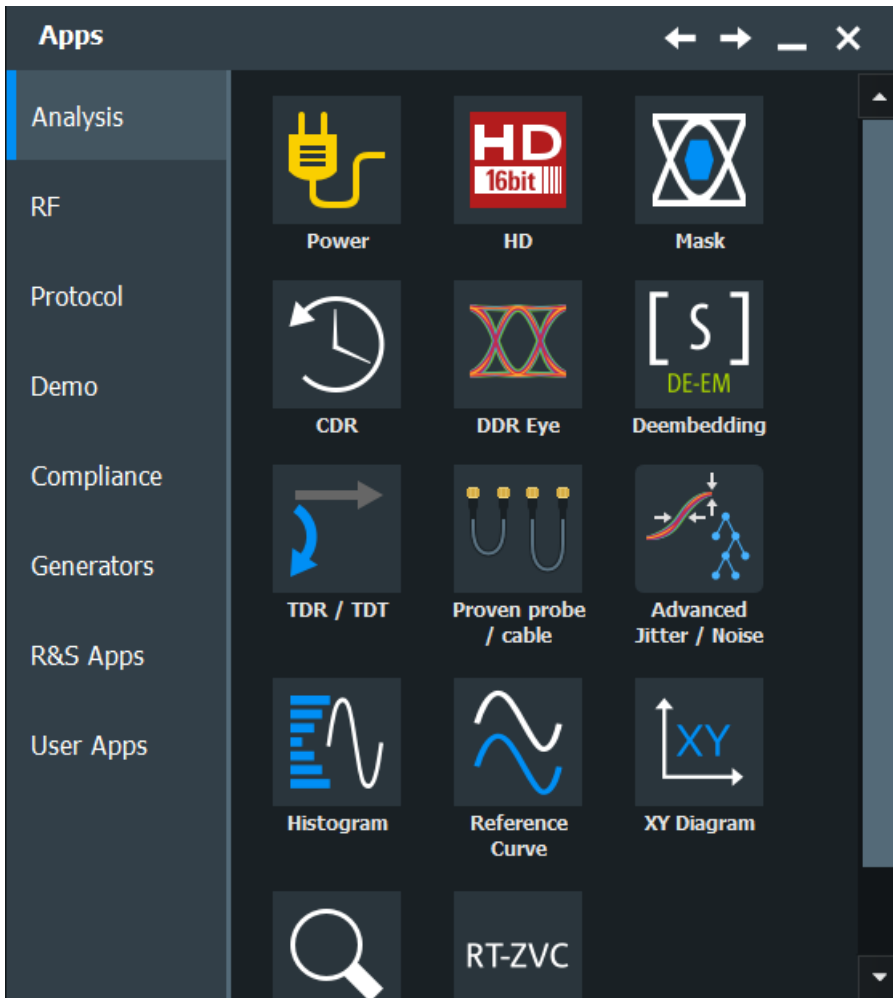 Apps
Analysis
RF
Protocol
Demo
Compliance
Generators
R&S Apps
User Apps
HD
16bit
Power
HD
Mask
[ S ]
DE-EM
CDR
DDR Eye
Deembedding
TDR / TDT
Proven probe
/ cable
Advanced
Jitter / Noise
XY
Histogram
Reference
Curve
XY Diagram
RT-ZVC